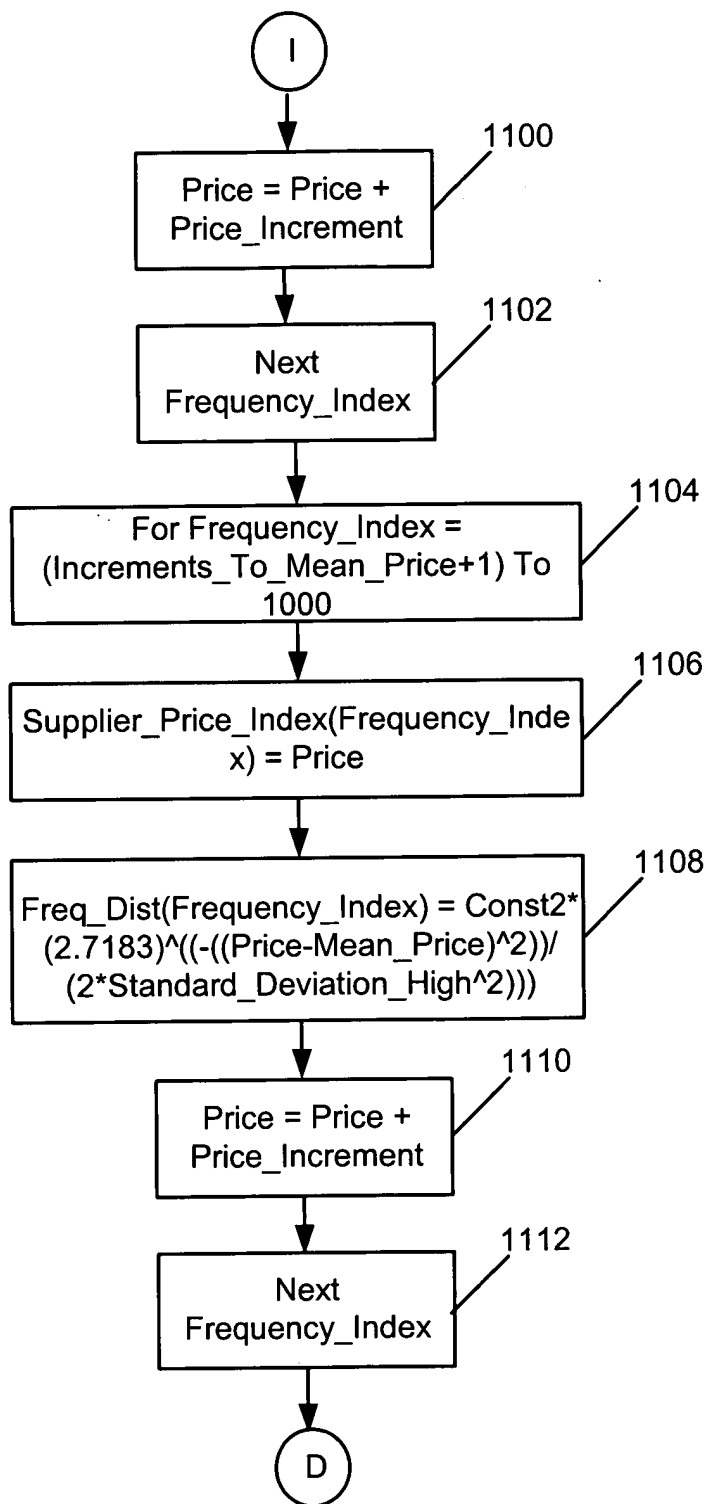 I
1100
Price = Price +
Price_Increment
1102
Next
Frequency_Index
1104
For Frequency_Index =
(Increments_To_Mean_Price+1) To
1000
1106
Supplier_Price_Index(Frequency_Inde
x) = Price
1108
Freq_Dist(Frequency_Index) = Const2*
(2.7183)^((-((Price-Mean_Price)^2))/
(2*Standard_Deviation_High^2)))
1110
Price = Price +
Price_Increment
1112
Next
Frequency_Index
D